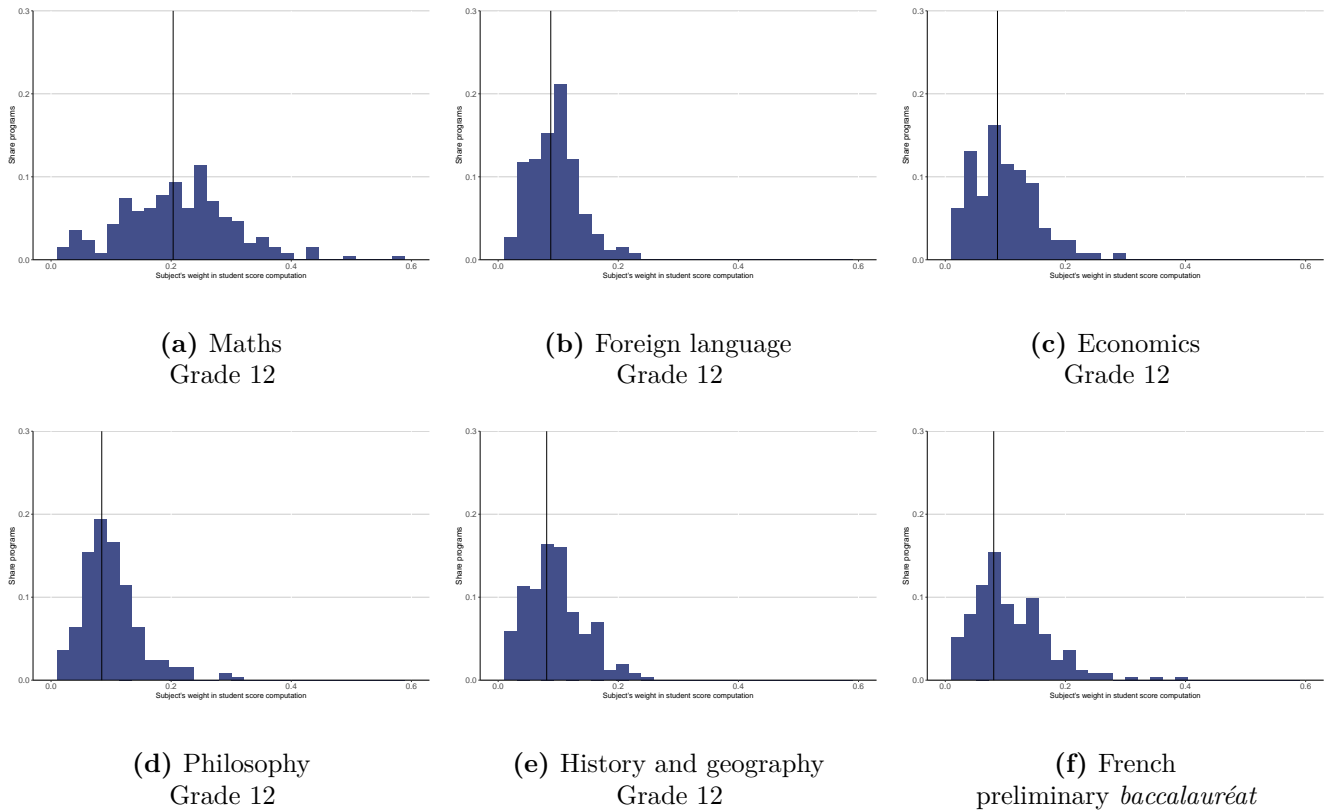 0.3
0.2
0.1
0.0
Share programs
0.0 0.2 0.4 0.6
Subject's weight in student score computation
(a) Maths
Grade 12
0.3
0.2
0.1
0.0
Share programs
0.0 0.2 0.4 0.6
Subject's weight in student score computation
(b) Foreign language
Grade 12
0.3
0.2
0.1
0.0
Share programs
0.0 0.2 0.4 0.6
Subject's weight in student score computation
(c) Economics
Grade 12
0.3
0.2
0.1
0.0
Share programs
0.0 0.2 0.4 0.6
Subject's weight in student score computation
(d) Philosophy
Grade 12
0.3
0.2
0.1
0.0
Share programs
0.0 0.2 0.4 0.6
Subject's weight in student score computation
(e) History and geography
Grade 12
0.3
0.2
0.1
0.0
Share programs
0.0 0.2 0.4 0.6
Subject's weight in student score computation
(f) French
preliminary baccalauréat